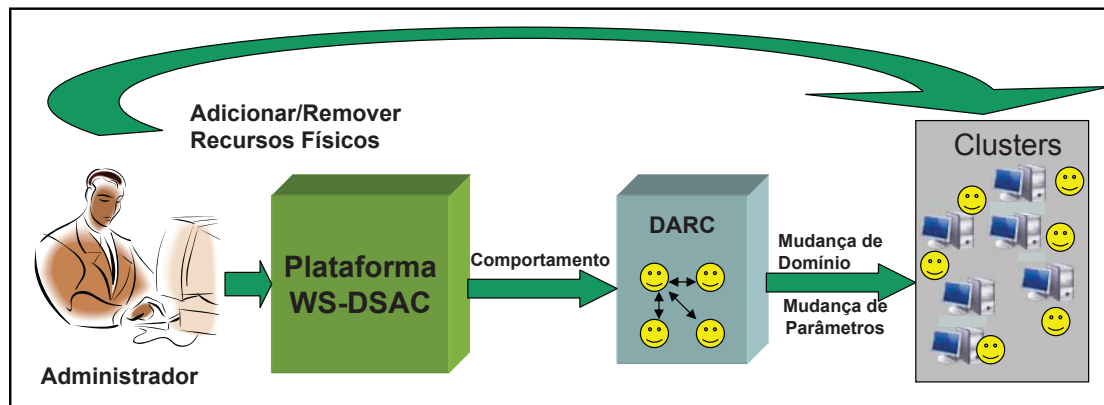 Adicionar/Remover
Recursos Físicos
Clusters
Administrador
Plataforma
WS-DSAC
Comportamento
DARC
Mudança de
Domínio
Mudança de
Parâmetros